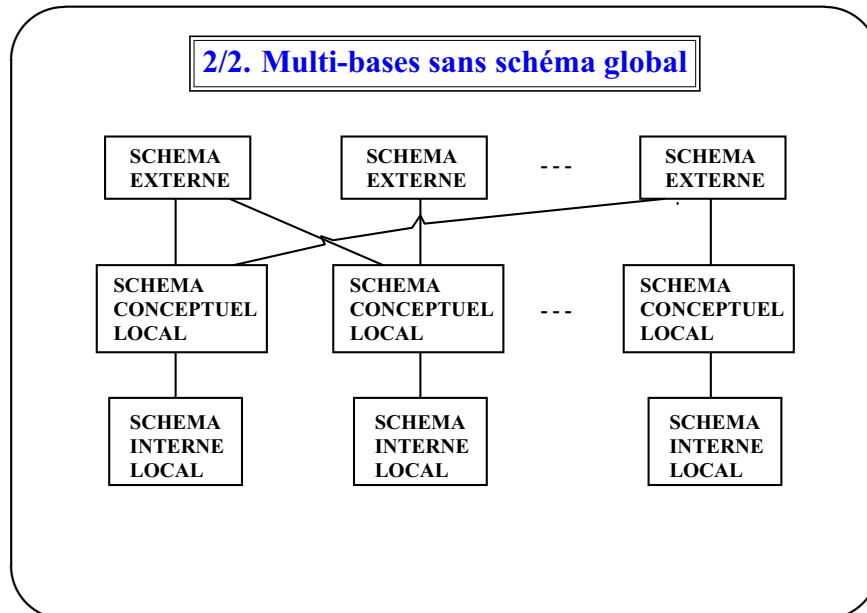 2/2. Multi-bases sans schéma global
SCHEMA
EXTERNE
SCHEMA
EXTERNE
- - -
SCHEMA
EXTERNE
SCHEMA
CONCEPTUEL
LOCAL
SCHEMA
CONCEPTUEL
LOCAL
- - -
SCHEMA
CONCEPTUEL
LOCAL
SCHEMA
INTERNE
LOCAL
SCHEMA
INTERNE
LOCAL
SCHEMA
INTERNE
LOCAL